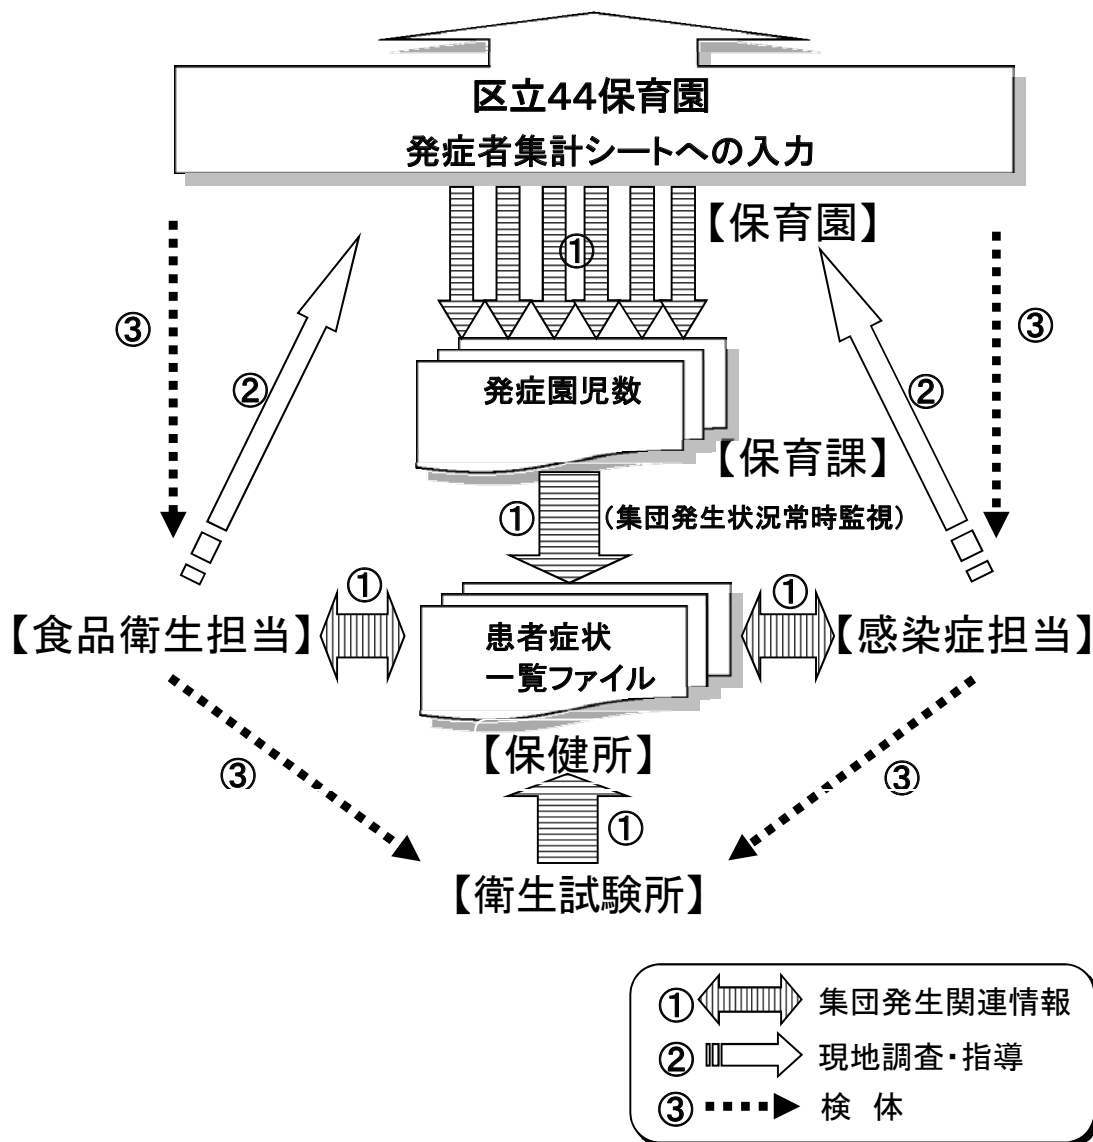 区立44保育園
発症者集計シートへの入力
【保育園】
①
③
③
②
②
発症園児数
【保育課】
①
(集団発生状況常時監視)
①
①
【食品衛生担当】
患者症状
一覧ファイル
【感染症担当】
【保健所】
③
③
①
【衛生試験所】
① 集団発生関連情報
② 現地調査・指導
③ 検 体